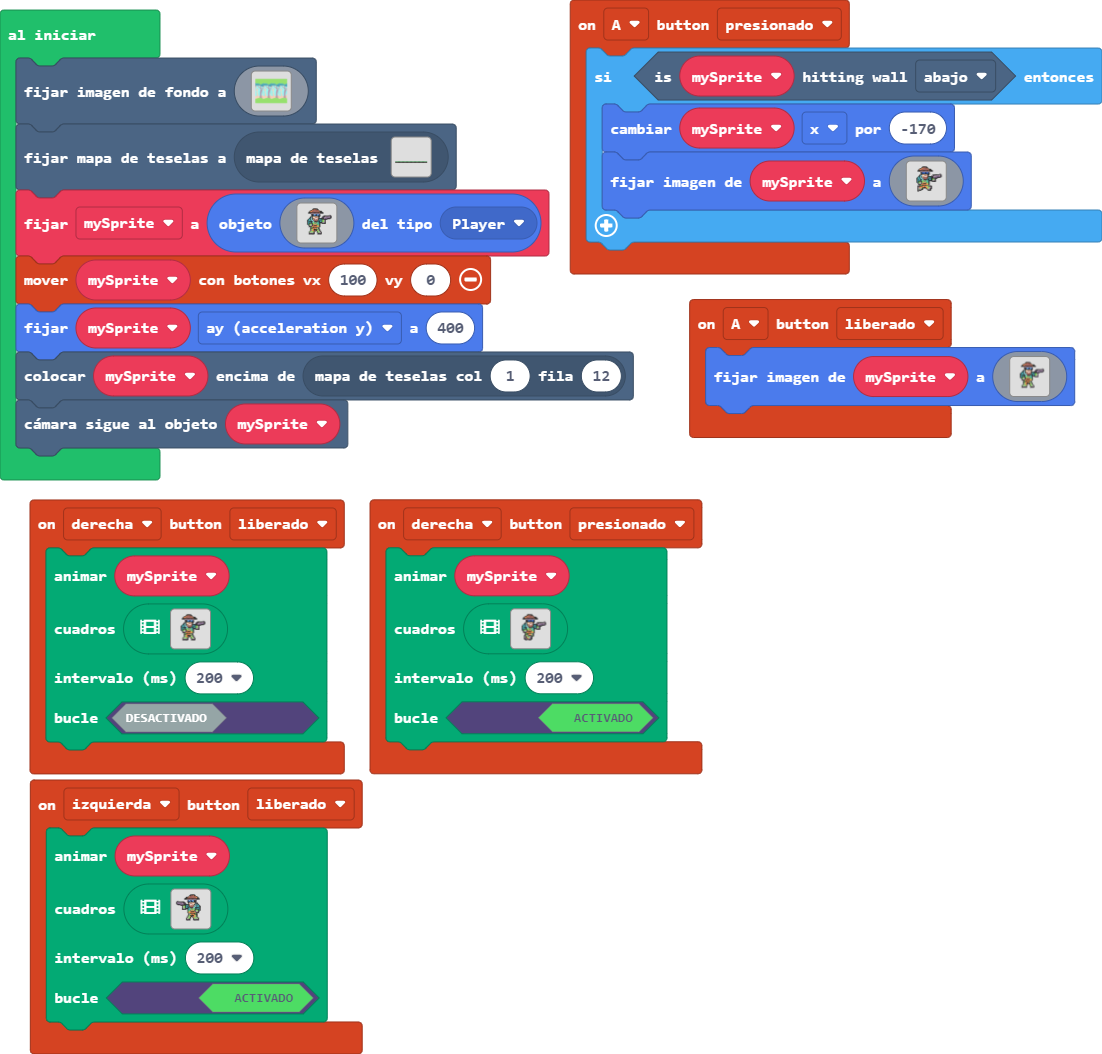 al iniciar
fijar imagen de fondo a
fijar mapa de teselas a mapa de teselas
fijar mySprite a objeto del tipo Player
mover mySprite con botones vx 100 vy 0
fijar mySprite ay (acceleration y) a 400
colocar mySprite encima de mapa de teselas col 1 fila 12
cámara sigue al objeto mySprite
on A button presionado
si is mySprite hitting wall abajo entonces
cambiar mySprite x por -170
fijar imagen de mySprite a
on A button liberado
fijar imagen de mySprite a
on derecha button liberado
animar mySprite
cuadros
intervalo (ms) 200
bucle DESACTIVADO
on derecha button presionado
animar mySprite
cuadros
intervalo (ms) 200
bucle ACTIVADO
on izquierda button liberado
animar mySprite
cuadros
intervalo (ms) 200
bucle ACTIVADO